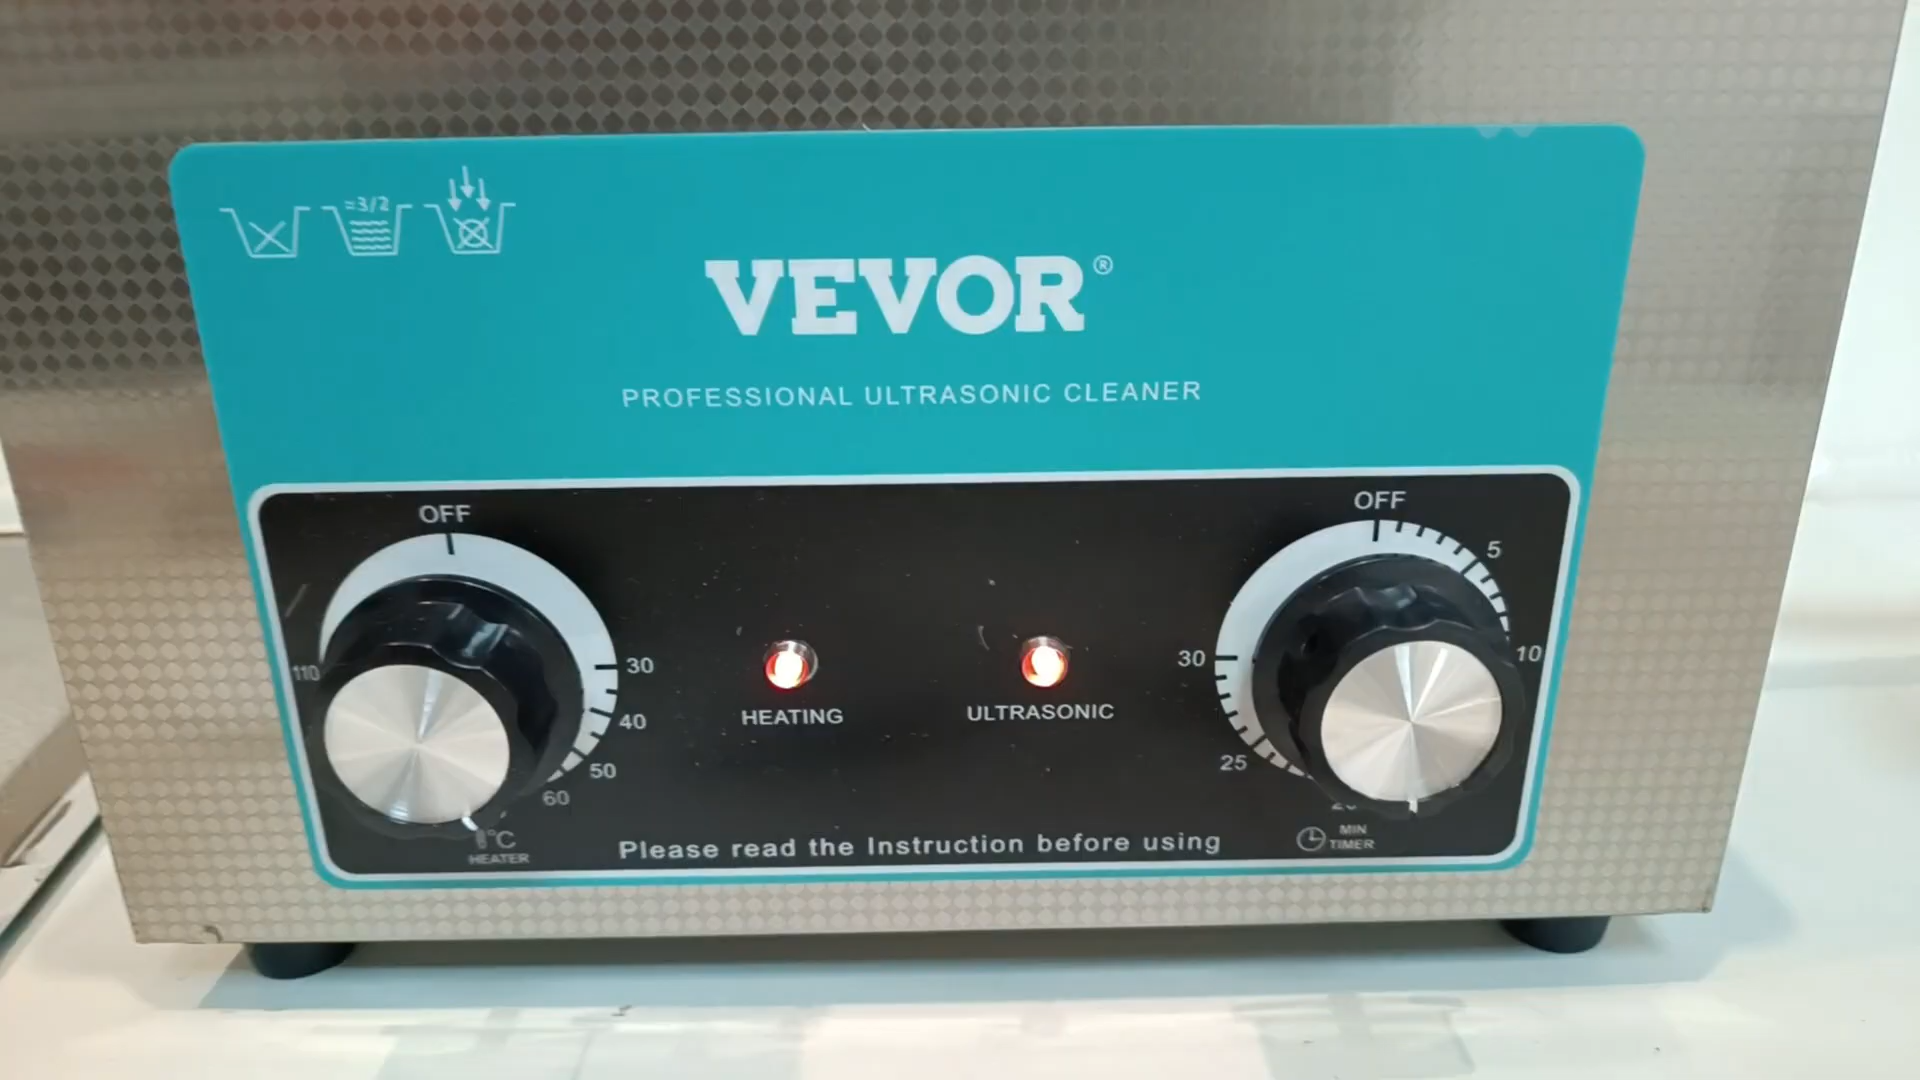 ≈3/2
VEVOR®
PROFESSIONAL ULTRASONIC CLEANER
OFF
110
30
40
50
60
°C
HEATER
HEATING
ULTRASONIC
OFF
5
10
25
30
MIN
TIMER
Please read the Instruction before using